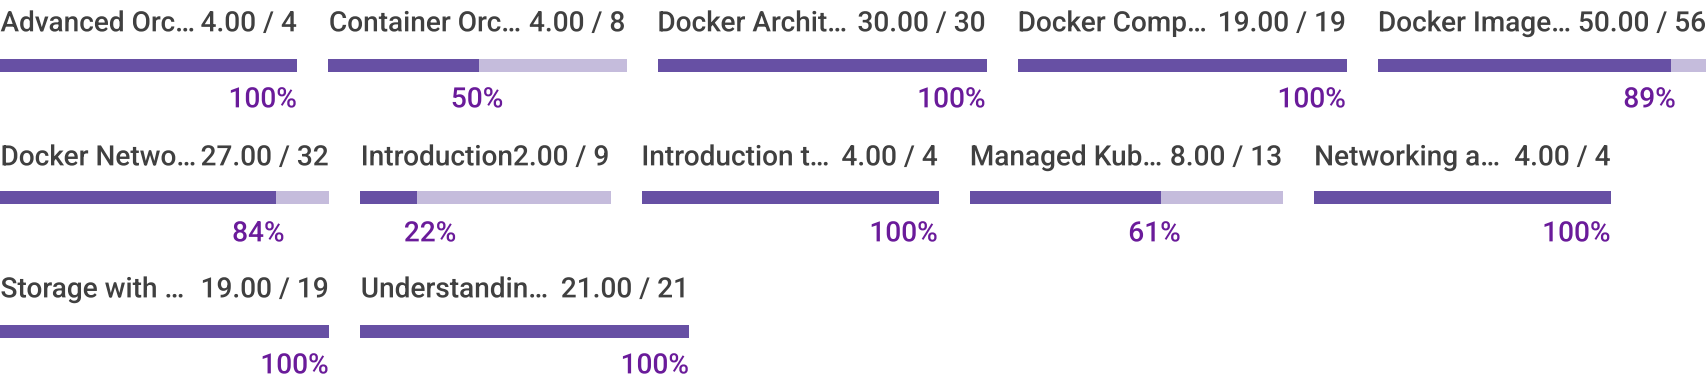 Advanced Orc... 4.00 / 4 Container Orc... 4.00 / 8 Docker Archit... 30.00 / 30 Docker Comp... 19.00 / 19 Docker Image... 50.00 / 56
100% 50% 100% 100% 89%
Docker Netwo... 27.00 / 32 Introduction2.00 / 9 Introduction t... 4.00 / 4 Managed Kub... 8.00 / 13 Networking a... 4.00 / 4
84% 22% 100% 61% 100%
Storage with ... 19.00 / 19 Understandin... 21.00 / 21
100% 100%